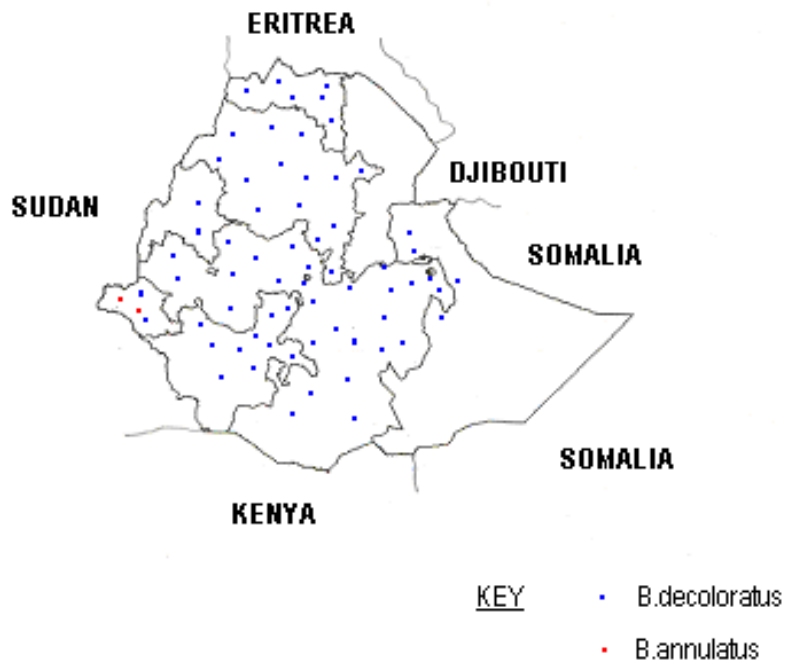 ERITREA
DJIBOUTI
SUDAN
SOMALIA
SOMALIA
KENYA
KEY
B.decoloratus
B.annulatus